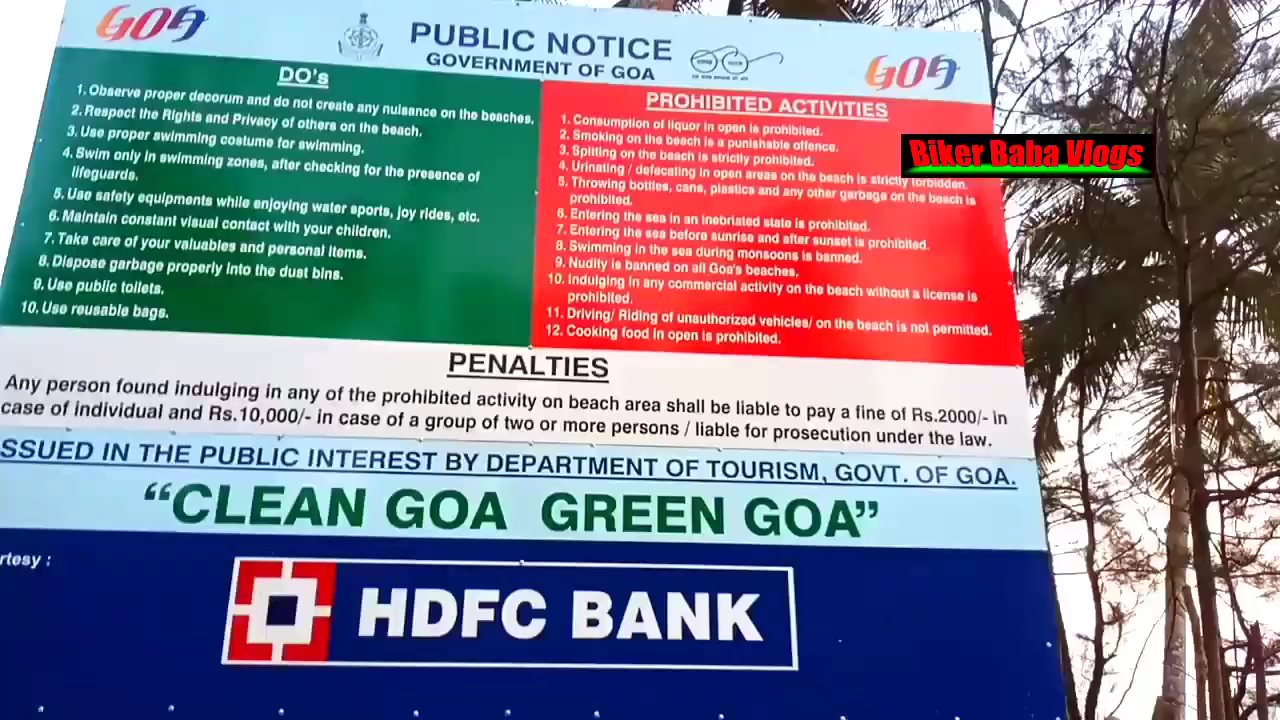 GOA
PUBLIC NOTICE
GOVERNMENT OF GOA
GOA
DO's
1. Observe proper decorum and do not create any nuisance on the beaches.
2. Respect the Rights and Privacy of others on the beach.
3. Use proper swimming costume for swimming.
4. Swim only in swimming zones, after checking for the presence of
lifeguards.
5. Use safety equipments while enjoying water sports, joy rides, etc.
6. Maintain constant visual contact with your children.
7. Take care of your valuables and personal items.
8. Dispose garbage properly into the dust bins.
9. Use public toilets.
10. Use reusable bags.
PROHIBITED ACTIVITIES
1. Consumption of liquor in open is prohibited.
2. Smoking on the beach is a punishable offence.
3. Spitting on the beach is strictly prohibited.
4. Urinating / defecating in open areas on the beach is strictly forbidden.
5. Throwing bottles, cans, plastics and any other garbage on the beach is
prohibited.
6. Entering the sea in an inebriated state is prohibited.
7. Entering the sea before sunrise and after sunset is prohibited.
8. Swimming in the sea during monsoons is banned.
9. Nudity is banned on all Goa's beaches.
10. Indulging in any commercial activity on the beach without a license is
prohibited.
11. Driving/ Riding of unauthorized vehicles/ on the beach is not permitted.
12. Cooking food in open is prohibited.
Biker Baba Vlogs
PENALTIES
Any person found indulging in any of the prohibited activity on beach area shall be liable to pay a fine of Rs.2000/- in
case of individual and Rs.10,000/- in case of a group of two or more persons / liable for prosecution under the law.
SSUED IN THE PUBLIC INTEREST BY DEPARTMENT OF TOURISM, GOVT. OF GOA.
“CLEAN GOA GREEN GOA”
rtesy :
HDFC BANK